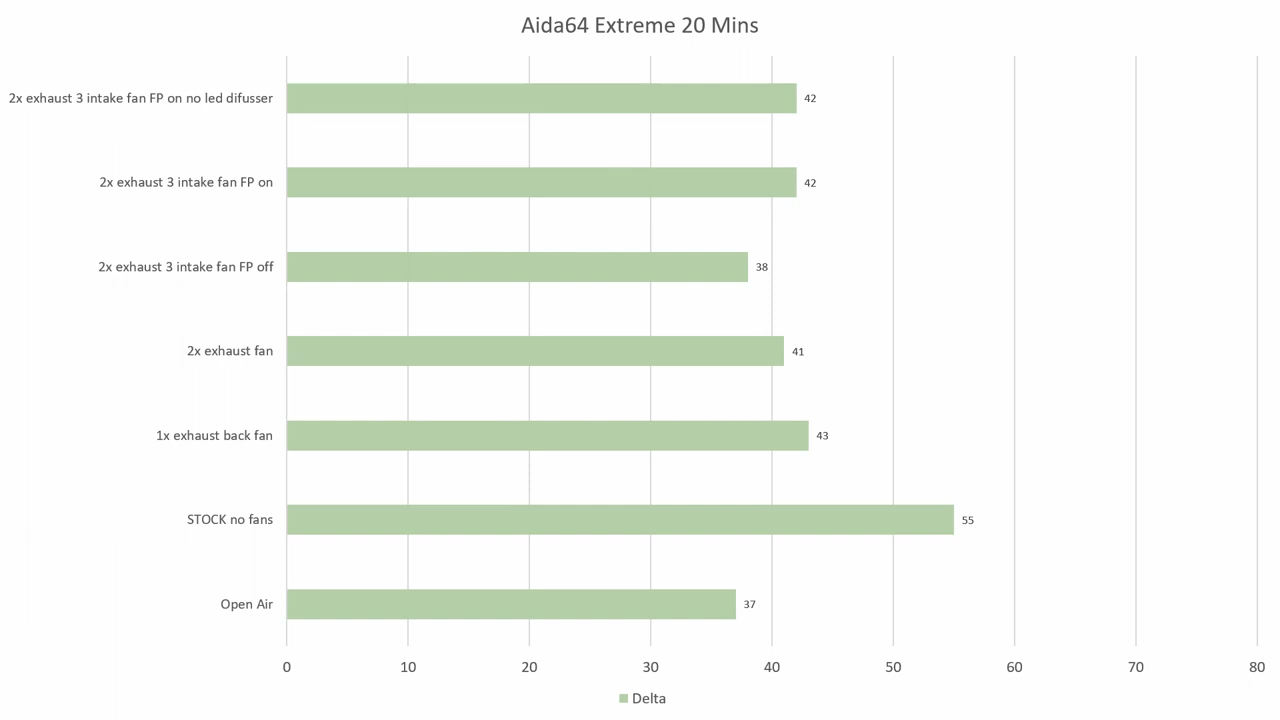 Aida64 Extreme 20 Mins
2x exhaust 3 intake fan FP on no led difusser
42
2x exhaust 3 intake fan FP on
42
2x exhaust 3 intake fan FP off
38
2x exhaust fan
41
1x exhaust back fan
43
STOCK no fans
55
Open Air
37
0 10 20 30 40 50 60 70 80
Delta